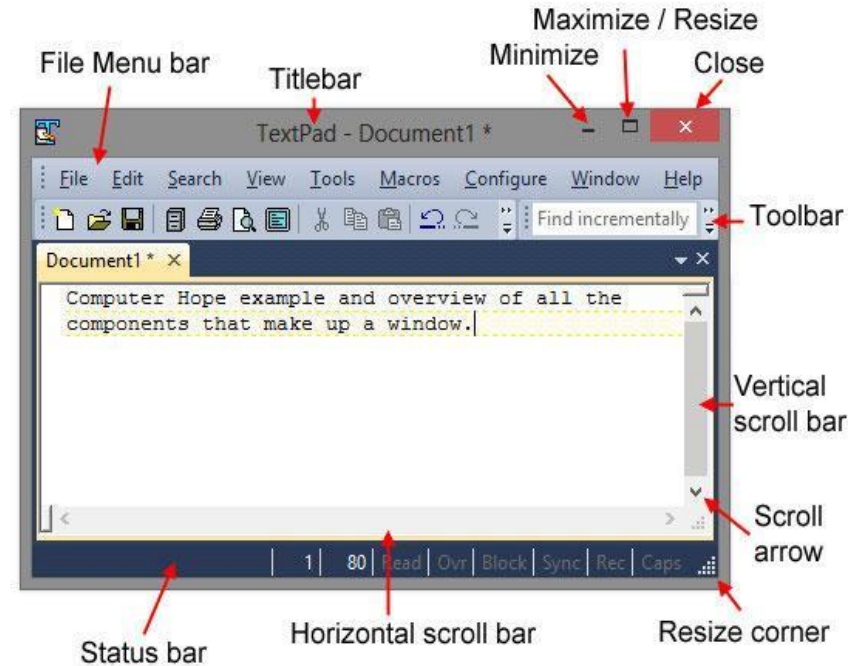 Maximize / Resize
File Menu bar
Titlebar
Minimize
Close
TextPad - Document1 *
File Edit Search View Tools Macros Configure Window Help
Find incrementally
Toolbar
Document1 *
Computer Hope example and overview of all the
components that make up a window.
Vertical
scroll bar
Scroll
arrow
1 80 Read Ovr Block Sync Rec Caps
Status bar
Horizontal scroll bar
Resize corner